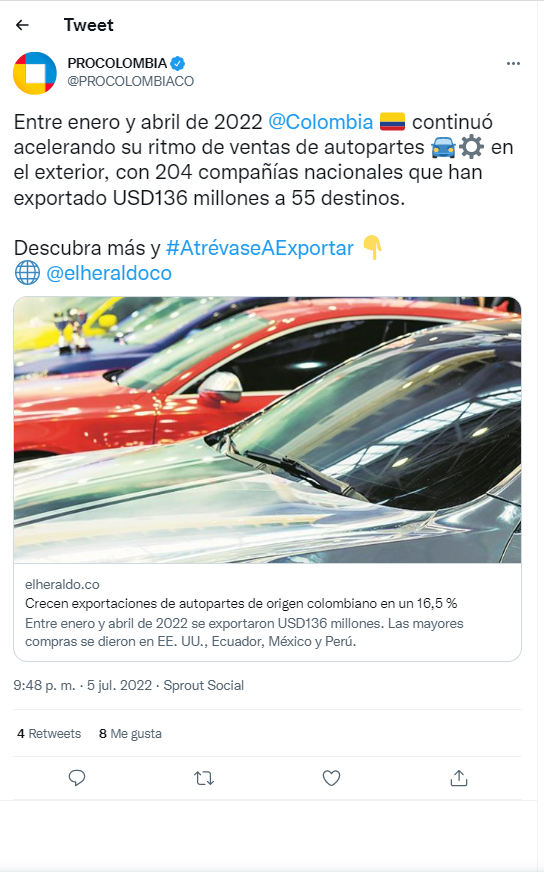 Tweet
PROCOLOMBIA
@PROCOLOMBIACO
Entre enero y abril de 2022 @Colombia 🇨🇴 continuó
acelerando su ritmo de ventas de autopartes 🚘⚙️ en
el exterior, con 204 compañías nacionales que han
exportado USD136 millones a 55 destinos.
Descubra más y #AtrévaseAExportar 👇
🌐 @elheraldoco
elheraldo.co
Crecen exportaciones de autopartes de origen colombiano en un 16,5 %
Entre enero y abril de 2022 se exportaron USD136 millones. Las mayores
compras se dieron en EE. UU., Ecuador, México y Perú.
9:48 p. m. · 5 jul. 2022 · Sprout Social
4 Retweets 8 Me gusta